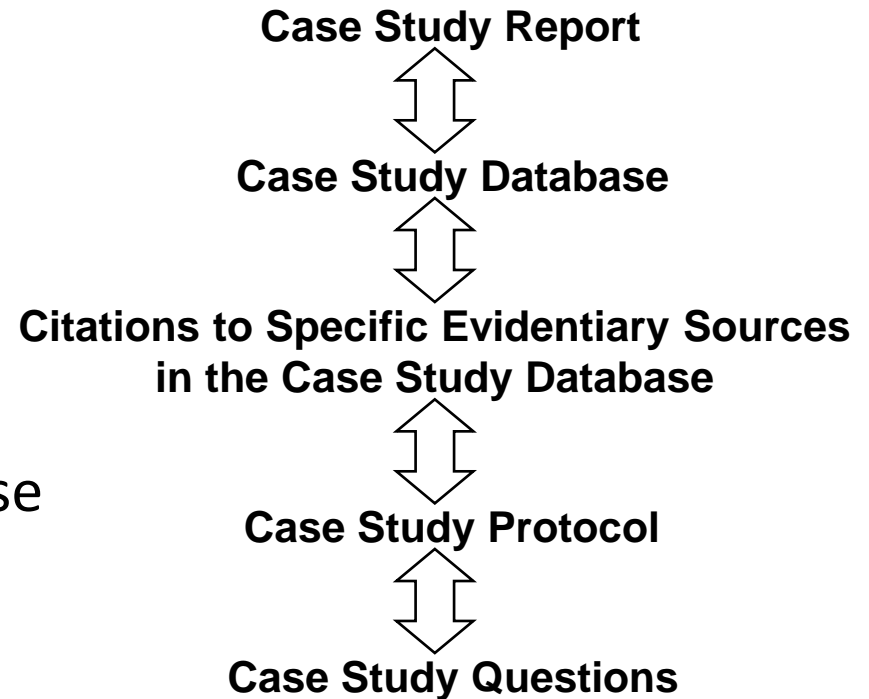 Case Study Report
Case Study Database
Citations to Specific Evidentiary Sources
in the Case Study Database
Case Study Protocol
Case Study Questions